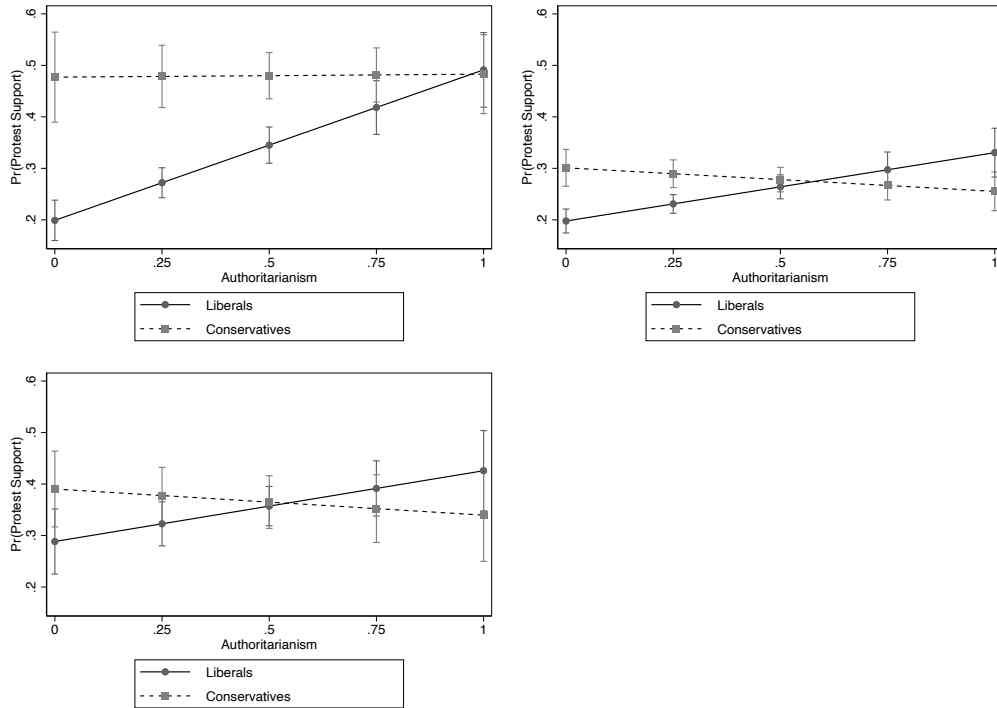 Pr(Protest Support)
.6
.5
.4
.3
.2
0
.25
.5
.75
1
Authoritarianism
Liberals
Conservatives
Pr(Protest Support)
.6
.5
.4
.3
.2
0
.25
.5
.75
1
Authoritarianism
Liberals
Conservatives
Pr(Protest Support)
.6
.5
.4
.3
.2
0
.25
.5
.75
1
Authoritarianism
Liberals
Conservatives